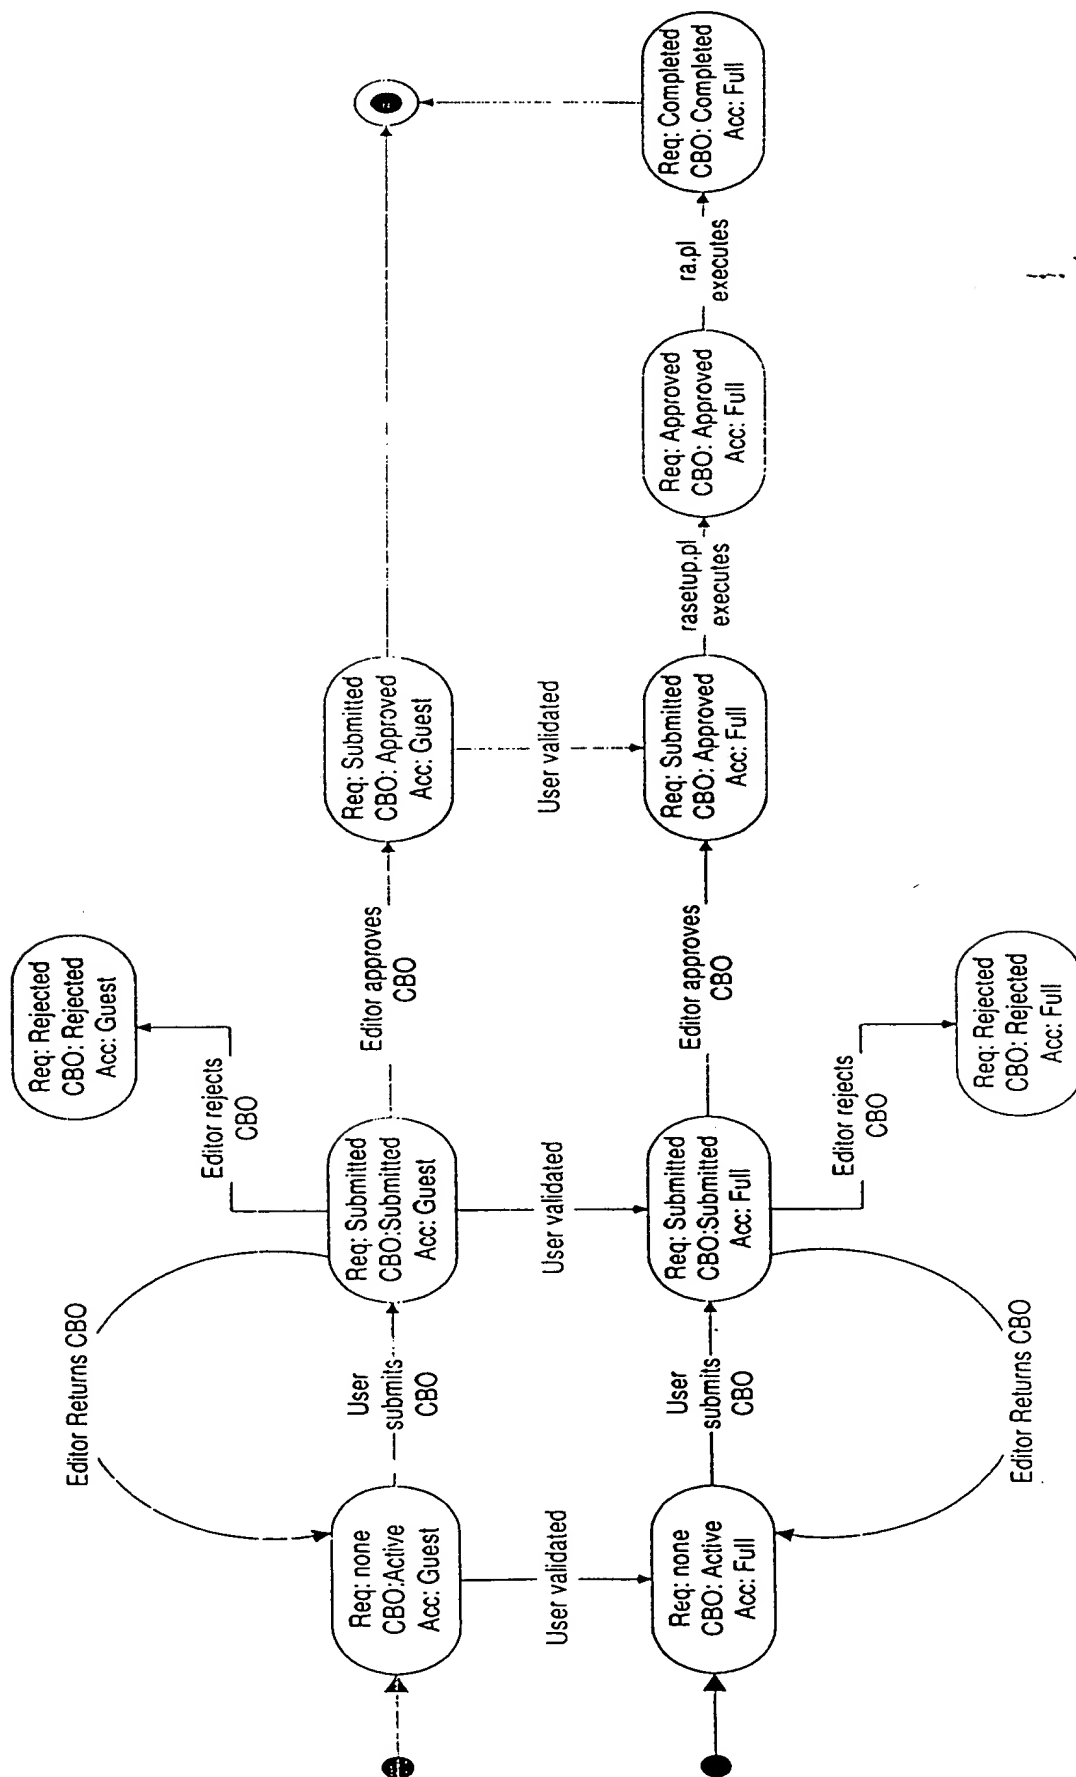 Req: Rejected
CBO: Rejected
Acc: Guest
Editor Returns CBO
Editor rejects
CBO
Req: none
CBO:Active
Acc: Guest
User
submits
CBO
Req: Submitted
CBO:Submitted
Acc: Guest
Editor approves
CBO
Req: Submitted
CBO: Approved
Acc: Guest
User validated
User validated
User validated
Req: none
CBO: Active
Acc: Full
User
submits
CBO
Req: Submitted
CBO:Submitted
Acc: Full
Editor approves
CBO
Req: Submitted
CBO: Approved
Acc: Full
rasetup.pl
executes
Req: Approved
CBO: Approved
Acc: Full
ra.pl
executes
Req: Completed
CBO: Completed
Acc: Full
Editor Returns CBO
Editor rejects
CBO
Req: Rejected
CBO: Rejected
Acc: Full